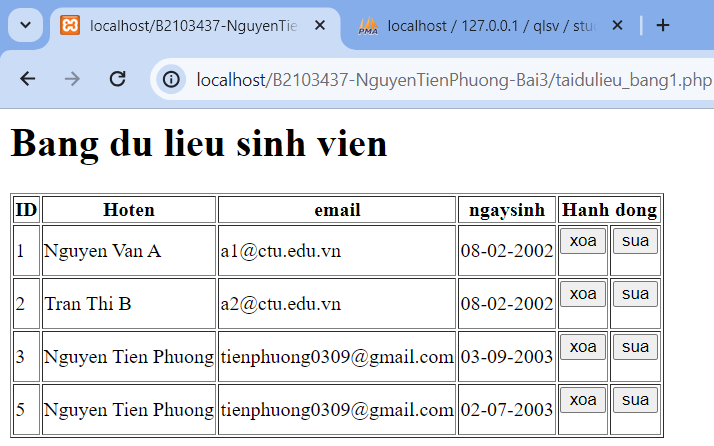 localhost/B2103437-NguyenTie
localhost / 127.0.0.1 / qlsv / stu
localhost/B2103437-NguyenTienPhuong-Bai3/taidulieu_bang1.php
Bang du lieu sinh vien
ID Hoten email ngaysinh Hanh dong
1 Nguyen Van A a1@ctu.edu.vn 08-02-2002 xoa sua
2 Tran Thi B a2@ctu.edu.vn 08-02-2002 xoa sua
3 Nguyen Tien Phuong tienphuong0309@gmail.com 03-09-2003 xoa sua
5 Nguyen Tien Phuong tienphuong0309@gmail.com 02-07-2003 xoa sua